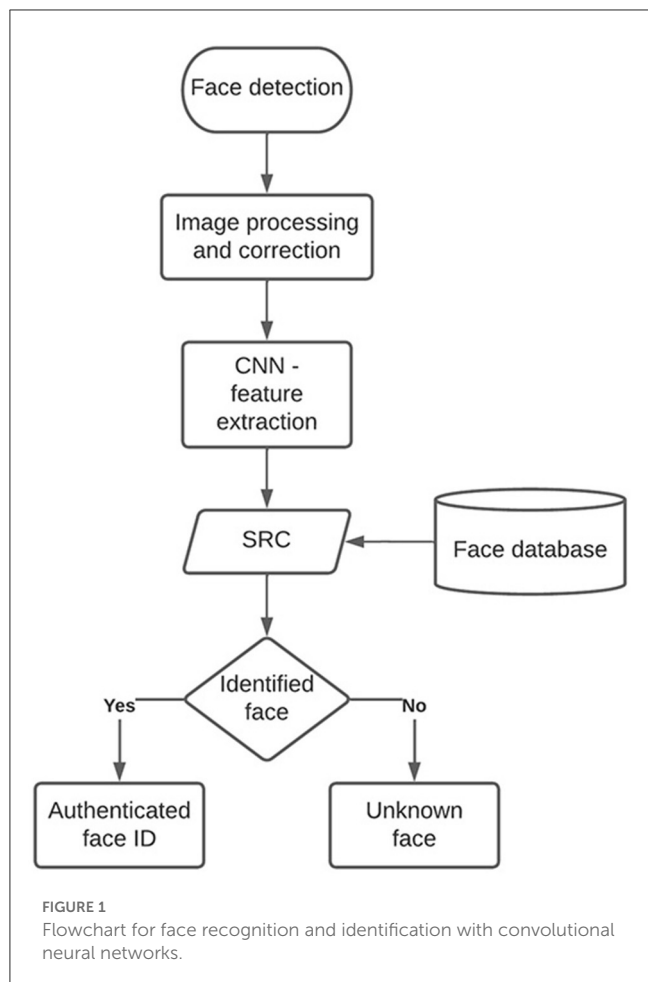 Face detection
Image processing
and correction
CNN -
feature
extraction
SRC
Face database
Identified
face
Yes
No
Authenticated
face ID
Unknown
face
FIGURE 1
Flowchart for face recognition and identification with convolutional
neural networks.